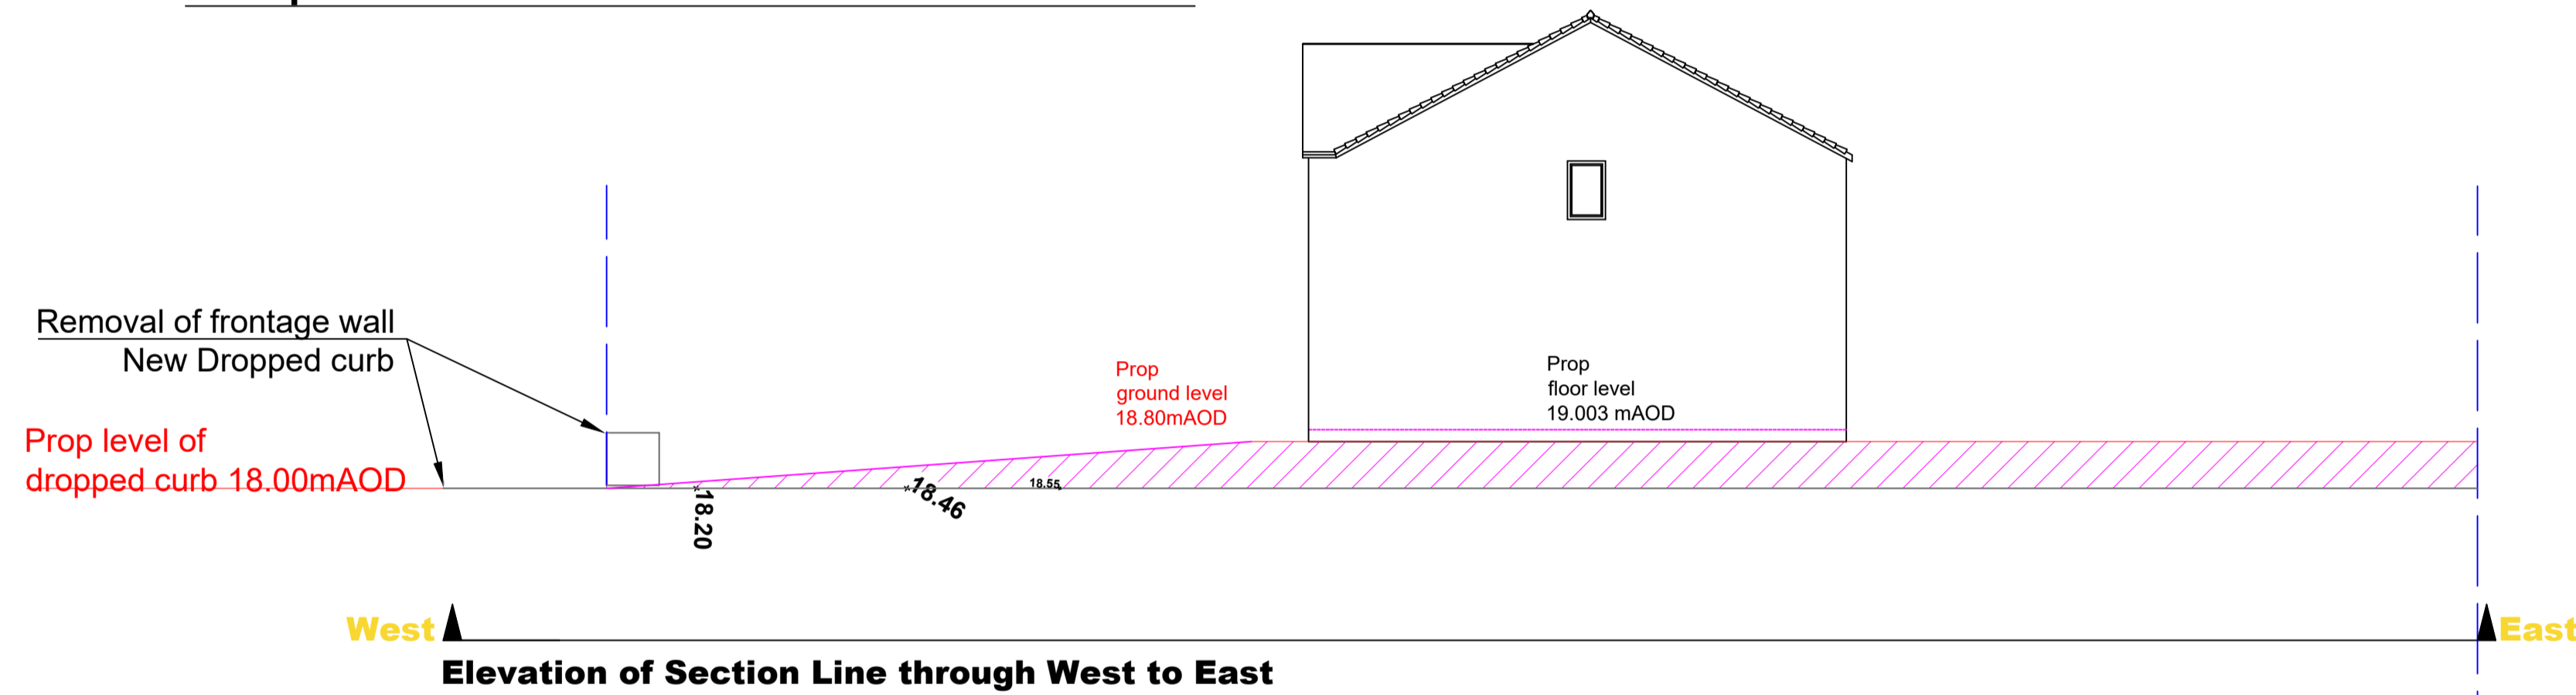 Removal of frontage wall
New Dropped curb
Prop level of
dropped curb 18.00mAOD
Prop
ground level
18.80mAOD
Prop
floor level
19.003 mAOD
18.20
18.46
18.55
West
East
Elevation of Section Line through West to East